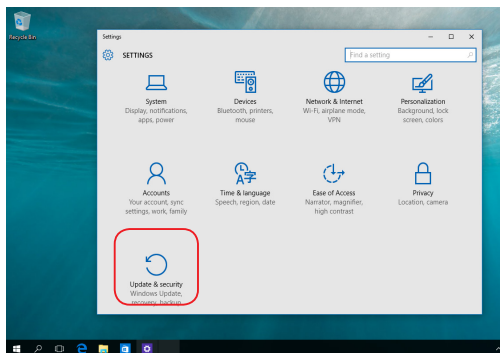 Recycle Bin
Settings
SETTINGS
Find a setting
System
Display, notifications,
apps, power
Devices
Bluetooth, printers,
mouse
Network & Internet
Wi-Fi, airplane mode,
VPN
Personalization
Background, lock
screen, colors
Accounts
Your account, sync
settings, work, family
A字
Time & language
Speech, region, date
Ease of Access
Narrator, magnifier,
high contrast
Privacy
Location, camera
Update & security
Windows Update,
recovery, backup